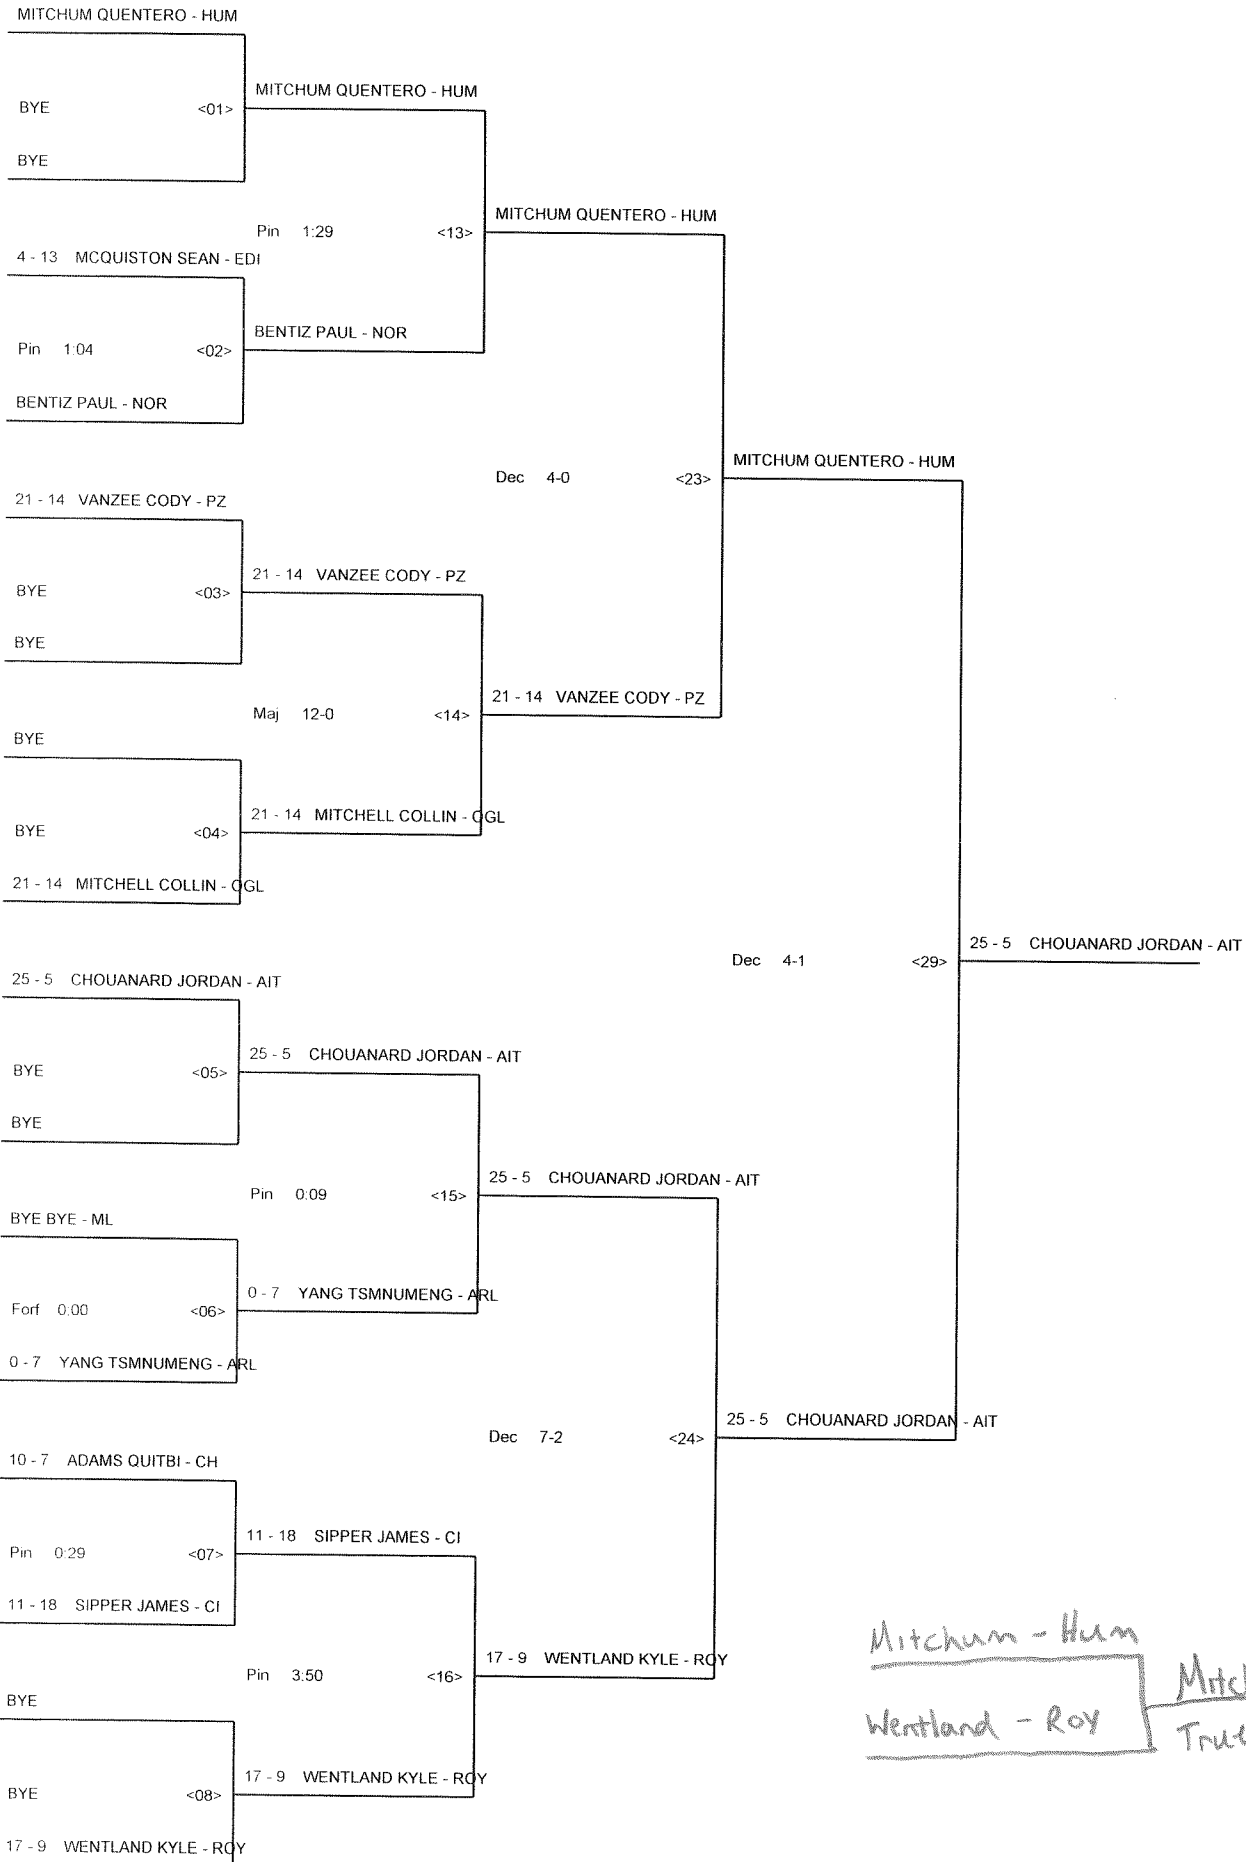 MITCHUM QUENTERO - HUM
MITCHUM QUENTERO - HUM
BYE <01>
BYE
MITCHUM QUENTERO - HUM
Pin 1:29 <13>
4 - 13 MCQUISTON SEAN - EDI
BENTIZ PAUL - NOR
Pin 1:04 <02>
BENTIZ PAUL - NOR
MITCHUM QUENTERO - HUM
Dec 4-0 <23>
21 - 14 VANZEE CODY - PZ
21 - 14 VANZEE CODY - PZ
BYE <03>
BYE
21 - 14 VANZEE CODY - PZ
Maj 12-0 <14>
BYE
21 - 14 MITCHELL COLLIN - OGL
BYE <04>
21 - 14 MITCHELL COLLIN - OGL
25 - 5 CHOUANARD JORDAN - AIT
Dec 4-1 <29>
25 - 5 CHOUANARD JORDAN - AIT
25 - 5 CHOUANARD JORDAN - AIT
BYE <05>
BYE
25 - 5 CHOUANARD JORDAN - AIT
Pin 0:09 <15>
BYE BYE - ML
0 - 7 YANG TSMNUMENG - ARL
Forf 0:00 <06>
0 - 7 YANG TSMNUMENG - ARL
25 - 5 CHOUANARD JORDAN - AIT
Dec 7-2 <24>
10 - 7 ADAMS QUITBI - CH
11 - 18 SIPPER JAMES - CI
Pin 0:29 <07>
11 - 18 SIPPER JAMES - CI
17 - 9 WENTLAND KYLE - ROY
Pin 3:50 <16>
BYE
17 - 9 WENTLAND KYLE - ROY
BYE <08>
17 - 9 WENTLAND KYLE - ROY
Mitchum - Hum
Wentland - Roy